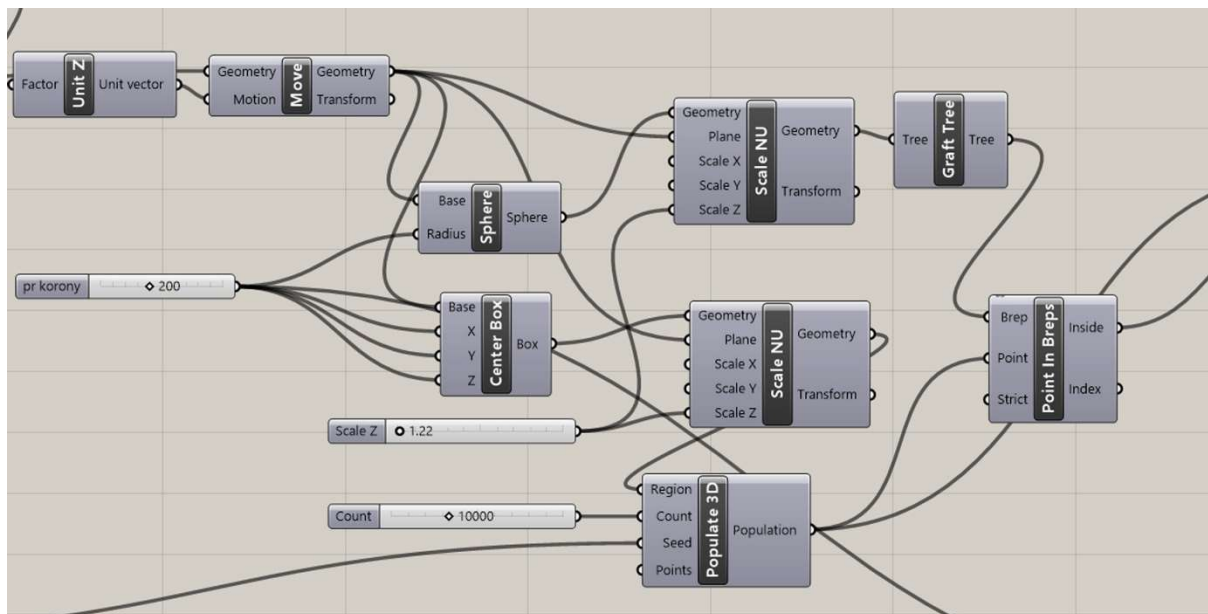 Factor
Unit Z
Unit vector
Geometry
Motion
Move
Geometry
Transform
Base
Radius
Sphere
Sphere
pr korony
200
Base
X
Y
Z
Center Box
Box
Scale Z
1.22
Count
10000
Geometry
Plane
Scale X
Scale Y
Scale Z
Scale NU
Geometry
Transform
Tree
Graft Tree
Tree
Geometry
Plane
Scale X
Scale Y
Scale Z
Scale NU
Geometry
Transform
Region
Count
Seed
Points
Populate 3D
Population
Brep
Point
Strict
Point In Breps
Inside
Index